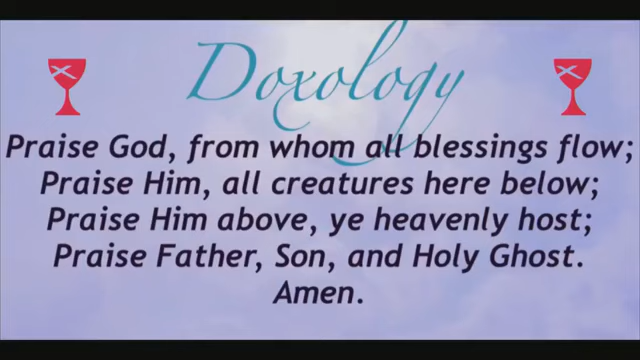 Doxology
Praise God, from whom all blessings flow;
Praise Him, all creatures here below;
Praise Him above, ye heavenly host;
Praise Father, Son, and Holy Ghost.
Amen.